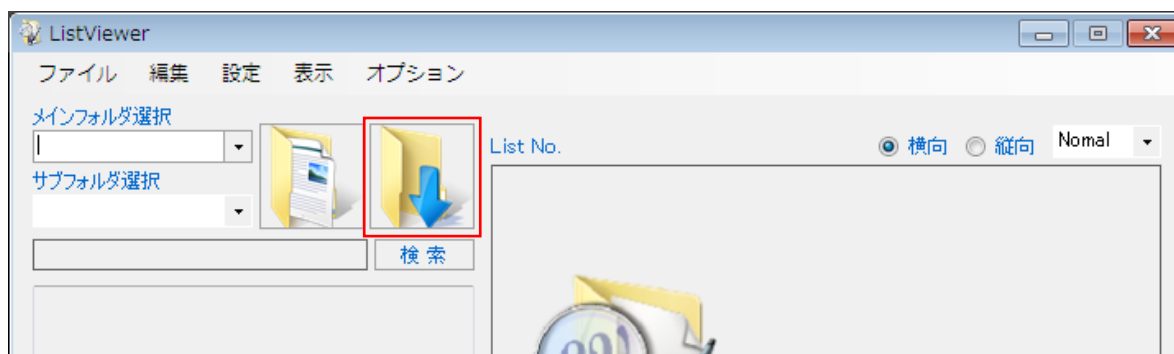 ListViewer
ファイル 編集 設定 表示 オプション
メインフォルダ選択
List No.
横向 縦向 Nomal
サブフォルダ選択
検 索